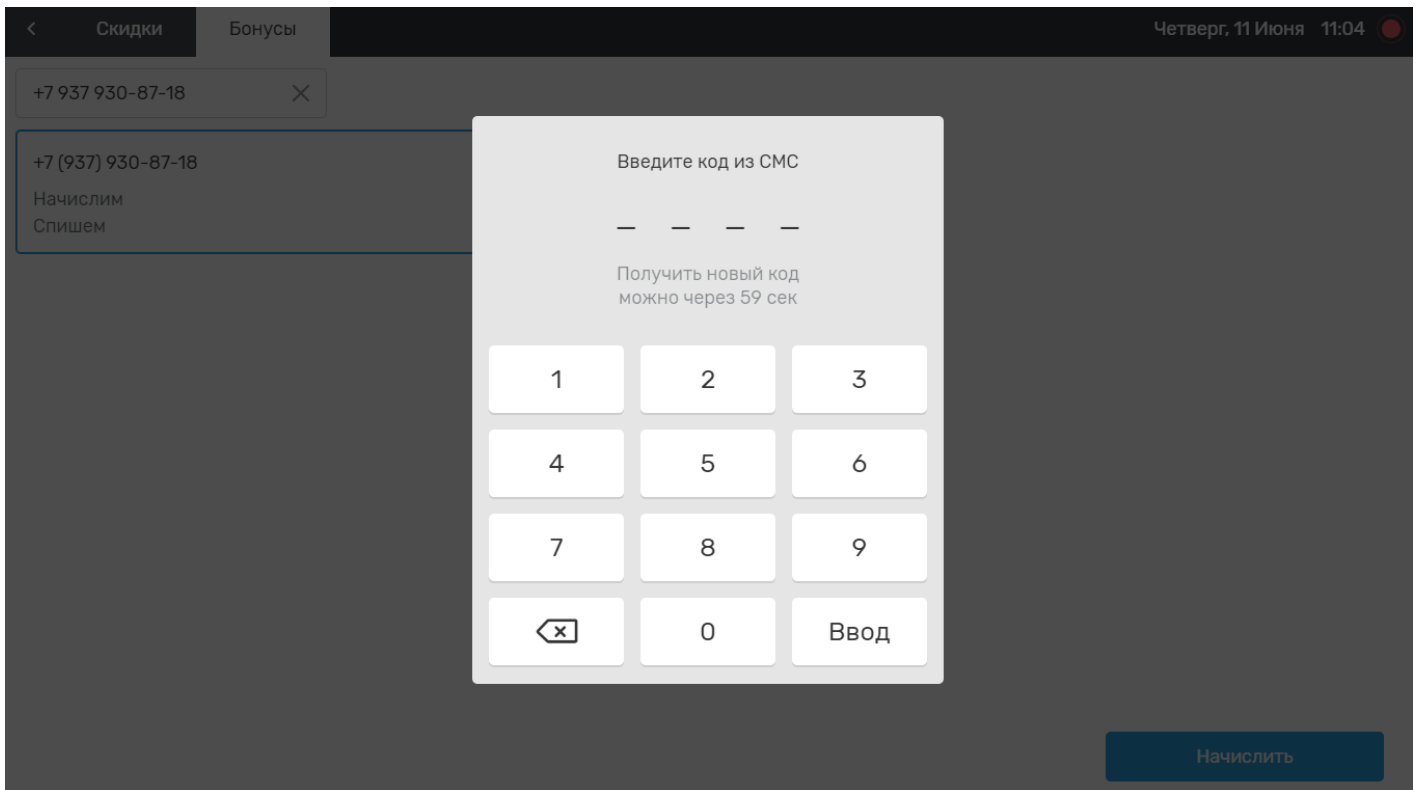 Скидки Бонусы Четверг, 11 Июня 11:04
+7 937 930-87-18
+7 (937) 930-87-18
Начислим
Спишем
Введите код из СМС
Получить новый код
можно через 59 сек
1 2 3
4 5 6
7 8 9
0 Ввод
Начислить